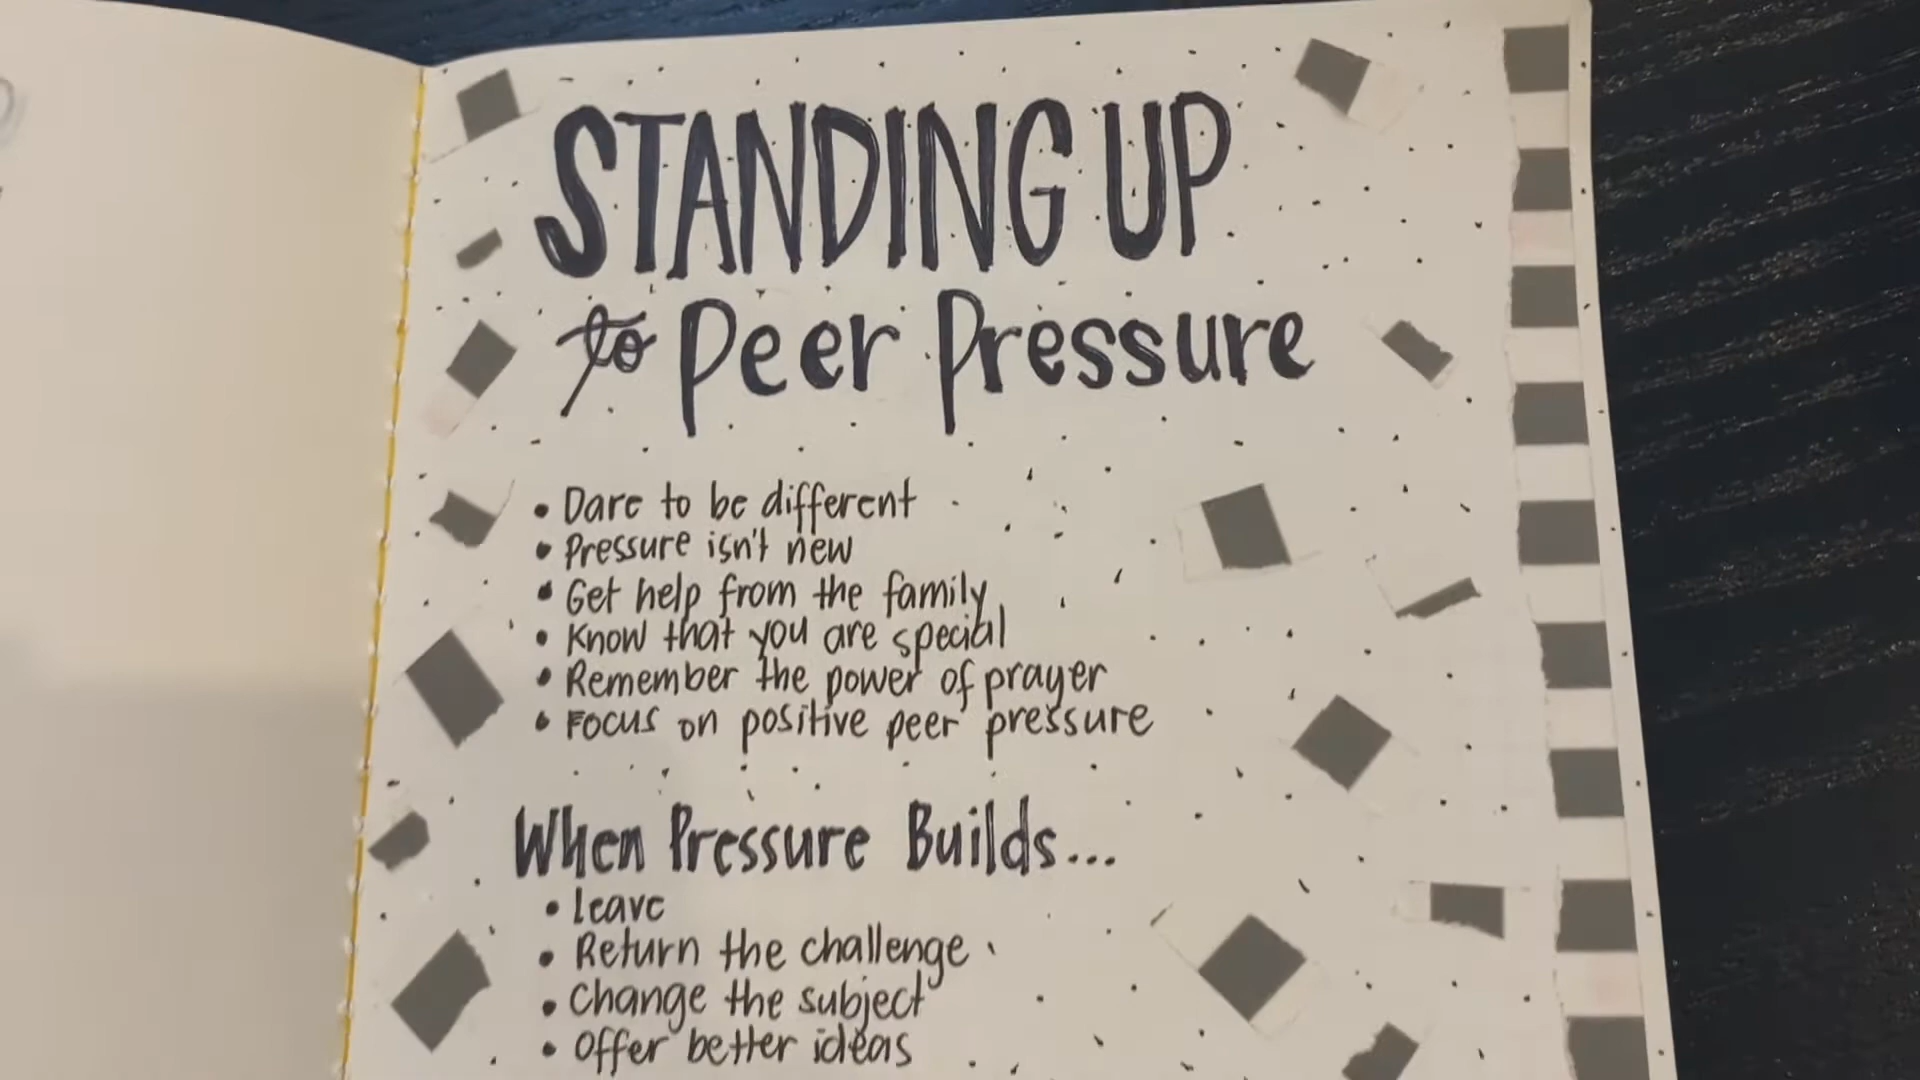 STANDING UP
to Peer Pressure
• Dare to be different
• Pressure isn't new
• Get help from the family
• Know that you are special
• Remember the power of prayer
• Focus on positive peer pressure
When Pressure Builds...
• Leave
• Return the challenge
• Change the subject
• Offer better ideas